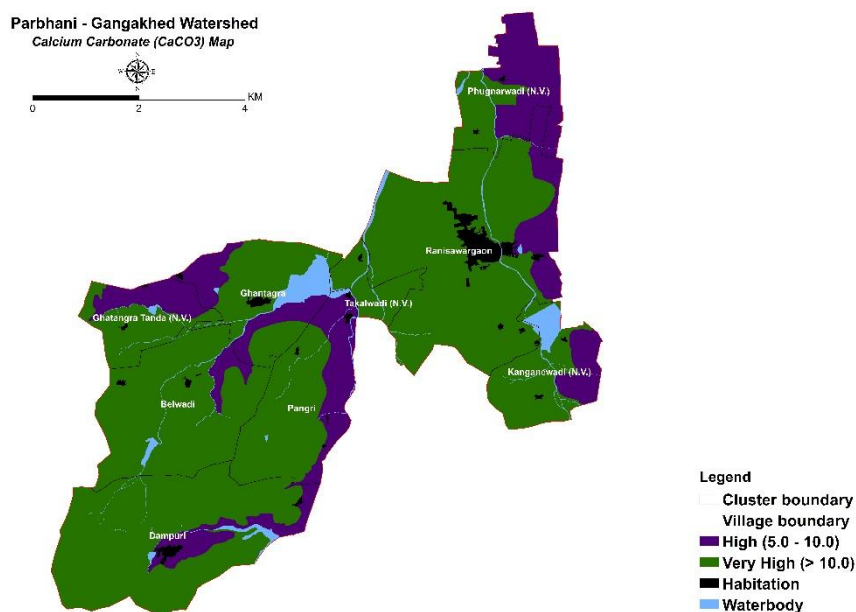 Parbhani - Gangakhed Watershed
Calcium Carbonate (CaCO3) Map
N
W E
S
KM
0 2 4
Phugnarwadi (N.V.)
Ranisawargaon
Ghantagra
Takalwadi (N.V.)
Ghatangra Tanda (N.V.)
Kanganewadi (N.V.)
Belwadi
Pangri
Dampuri
Legend
Cluster boundary
Village boundary
High (5.0 - 10.0)
Very High (> 10.0)
Habitation
Waterbody